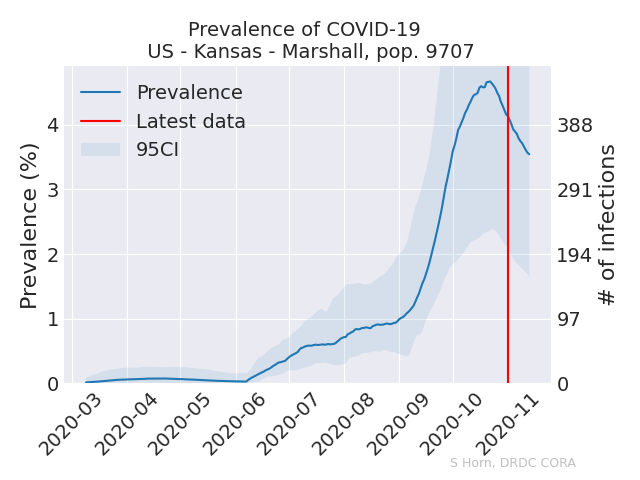 Prevalence of COVID-19
US - Kansas - Marshall, pop. 9707
Prevalence
Latest data
95CI
Prevalence (%)
4
3
2
1
0
# of infections
388
291
194
97
0
2020-03
2020-04
2020-05
2020-06
2020-07
2020-08
2020-09
2020-10
2020-11
S Horn, DRDC CORA